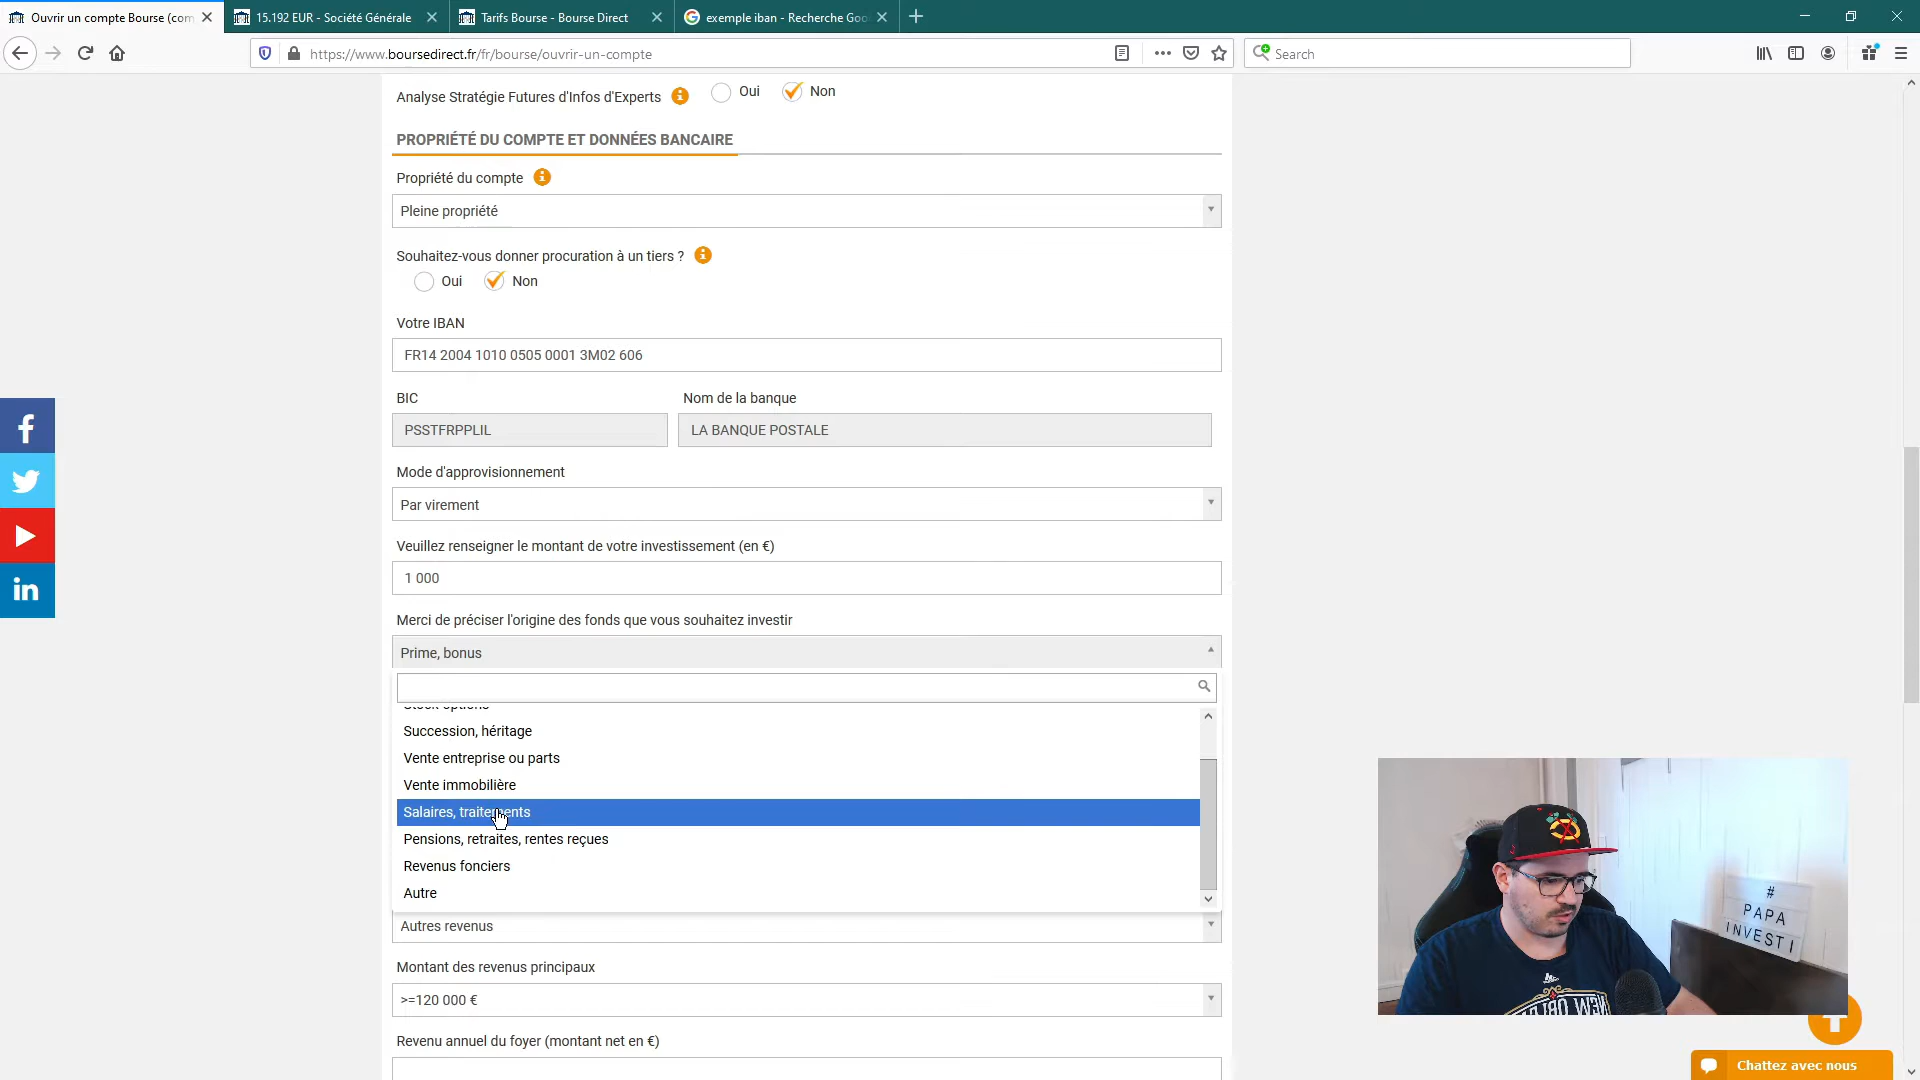 Ouvrir un compte Bourse (com
15.192 EUR - Société Générale
Tarifs Bourse - Bourse Direct
exemple iban - Recherche Goo
https://www.boursedirect.fr/fr/bourse/ouvrir-un-compte
Search
Analyse Stratégie Futures d'Infos d'Experts
Oui
Non
PROPRIÉTÉ DU COMPTE ET DONNÉES BANCAIRE
Propriété du compte
Pleine propriété
Souhaitez-vous donner procuration à un tiers ?
Oui
Non
Votre IBAN
FR14 2004 1010 0505 0001 3M02 606
BIC
Nom de la banque
PSSTFRPPLIL
LA BANQUE POSTALE
Mode d'approvisionnement
Par virement
Veuillez renseigner le montant de votre investissement (en €)
1 000
Merci de préciser l'origine des fonds que vous souhaitez investir
Prime, bonus
Stock options
Succession, héritage
Vente entreprise ou parts
Vente immobilière
Salaires, traitements
Pensions, retraites, rentes reçues
Revenus fonciers
Autre
Autres revenus
Montant des revenus principaux
>=120 000 €
Revenu annuel du foyer (montant net en €)
#
PAPA
INVEST I
NEW ORL
Chattez avec nous